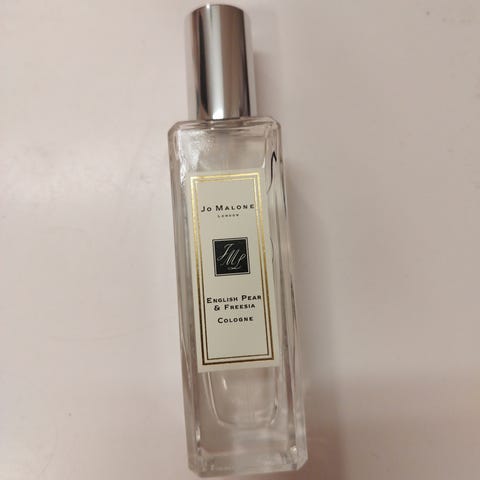 Jo Malone
London
JML
English Pear
& Freesia
Cologne